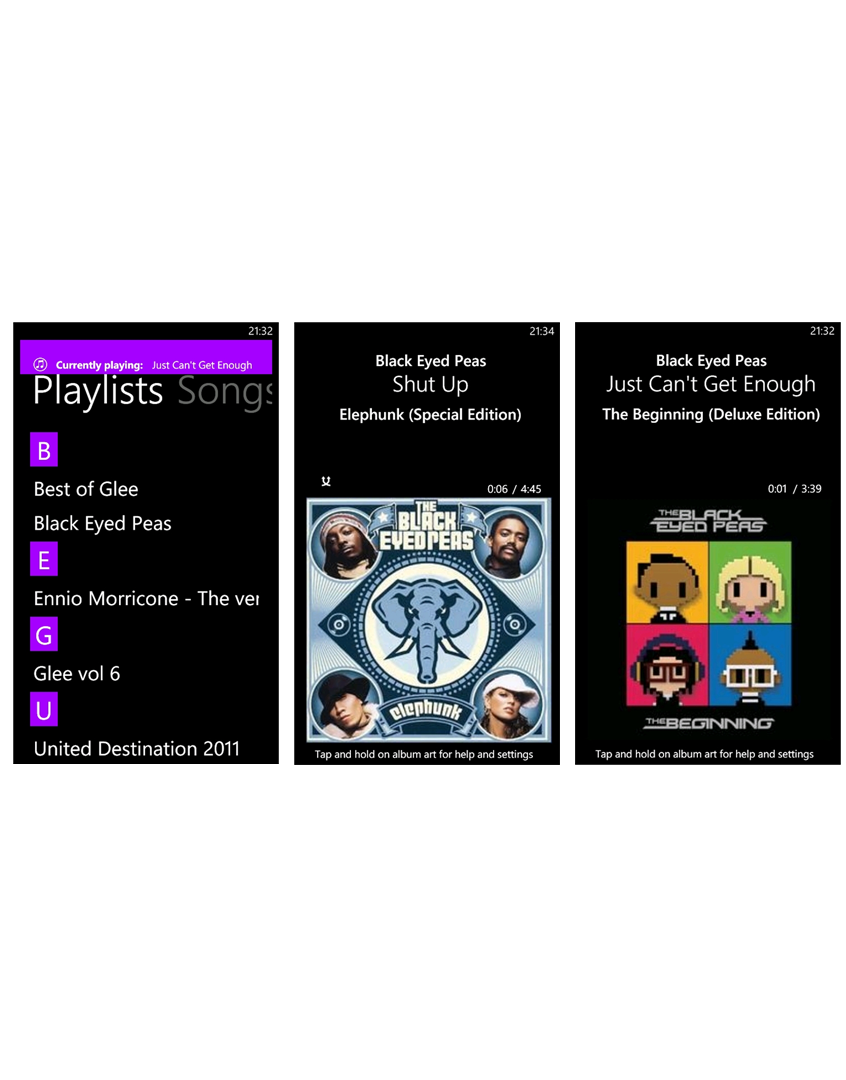 21:32
Currently playing: Just Can't Get Enough
Playlists Songs
B
Best of Glee
Black Eyed Peas
E
Ennio Morricone - The ver
G
Glee vol 6
U
United Destination 2011
21:34
Black Eyed Peas
Shut Up
Elephunk (Special Edition)
0:06 / 4:45
THE
BLACK
EYED PEAS
elephunk
Tap and hold on album art for help and settings
21:32
Black Eyed Peas
Just Can't Get Enough
The Beginning (Deluxe Edition)
0:01 / 3:39
THE BLACK
EYED PEAS
THE BEGINNING
Tap and hold on album art for help and settings